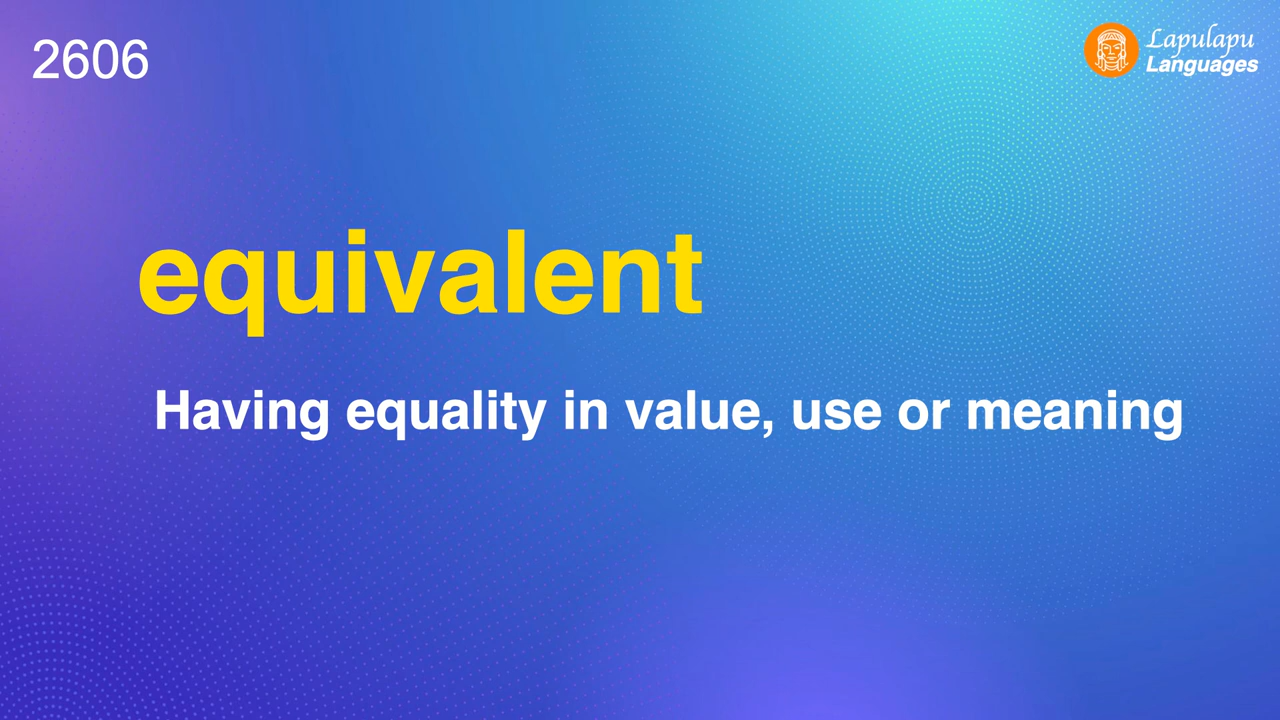 2606
Lapulapu
Languages
equivalent
Having equality in value, use or meaning